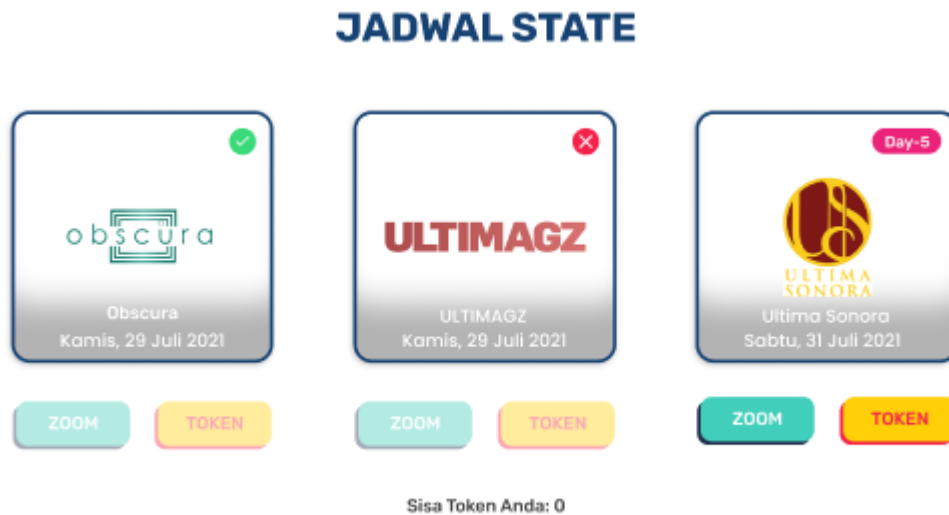 JADWAL STATE
obscura
Obscura
Kamis, 29 Juli 2021
ZOOM
TOKEN
ULTIMAGZ
ULTIMAGZ
Kamis, 29 Juli 2021
ZOOM
TOKEN
Day-5
ULTIMA
SONORA
Ultima Sonora
Sabtu, 31 Juli 2021
ZOOM
TOKEN
Sisa Token Anda: 0